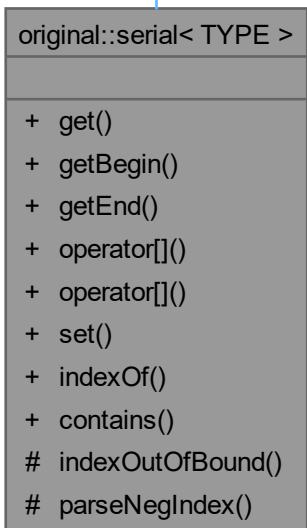 original::serial< TYPE >
+ get()
+ getBegin()
+ getEnd()
+ operator[]()
+ operator[]()
+ set()
+ indexOf()
+ contains()
# indexOutOfBound()
# parseNegIndex()